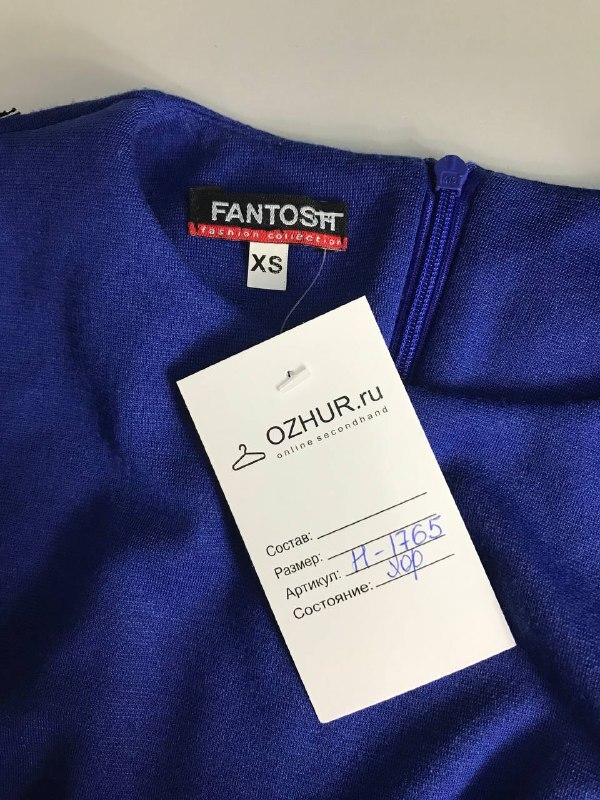 FANTOSH
fashion collection
XS
OZHUR.ru
online secondhand
Состав:
Размер:
Артикул: Н-1765
Состояние: хор